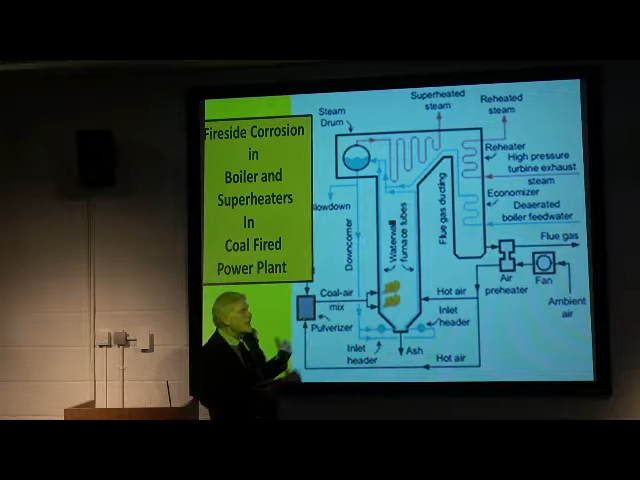 Fireside Corrosion
in
Boiler and
Superheaters
In
Coal Fired
Power Plant
Steam
Drum
Superheated
steam
Reheated
steam
Reheater
High pressure
turbine exhaust
steam
Economizer
Deaerated
boiler feedwater
lowdown
Downcomer
Waterwall
furnace tubes
Flue gas ducting
Flue gas
Air
preheater
Fan
Ambient
air
Coal-air
mix
Pulverizer
Hot air
Inlet
header
Inlet
header
Ash
Hot air